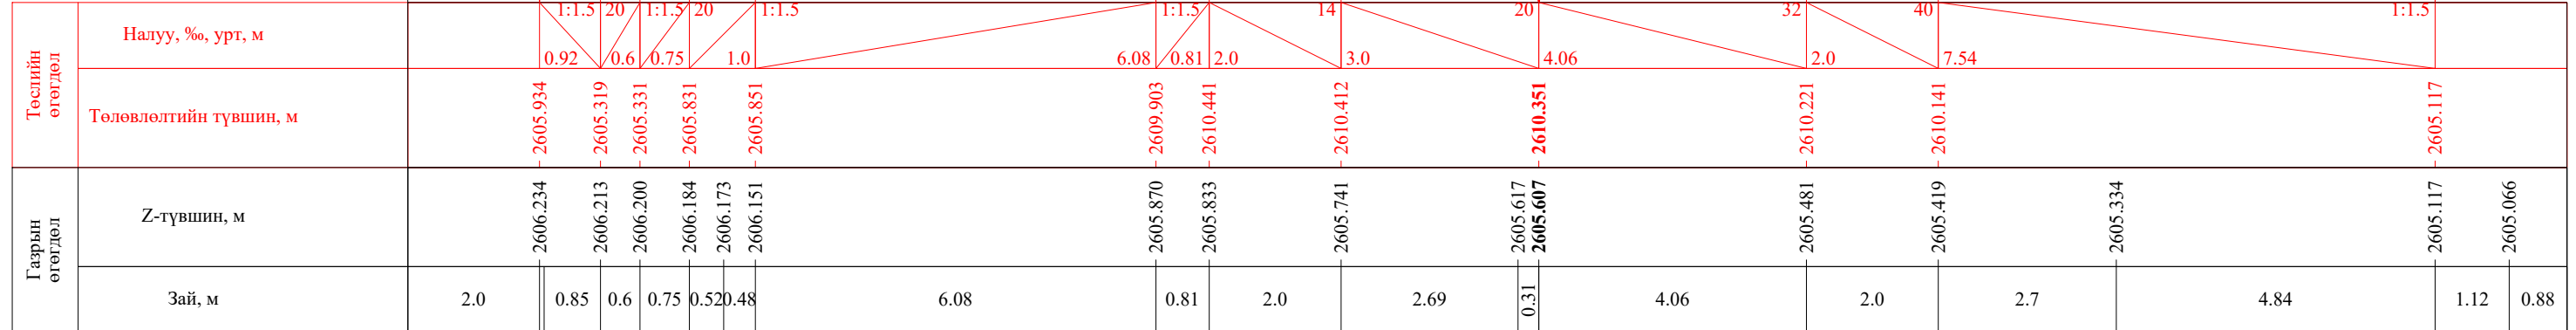 Төслийн өгөгдөл
Налуу, ‰, урт, м
1:1.5 20 1:1.5 20 1:1.5 1:1.5 14 20 32 40 1:1.5
0.92 0.6 0.75 1.0 6.08 0.81 2.0 3.0 4.06 2.0 7.54
Төлөвлөлтийн түвшин, м
2605.934 2605.319 2605.331 2605.831 2605.851 2609.903 2610.441 2610.412 2610.351 2610.221 2610.141 2605.117
Газрын өгөгдөл
Z-түвшин, м
2606.234 2606.213 2606.200 2606.184 2606.173 2606.151 2605.870 2605.833 2605.741 2605.617 2605.607 2605.481 2605.419 2605.334 2605.117 2605.066
Зай, м
2.0 0.85 0.6 0.75 0.52 0.48 6.08 0.81 2.0 2.69 0.31 4.06 2.0 2.7 4.84 1.12 0.88